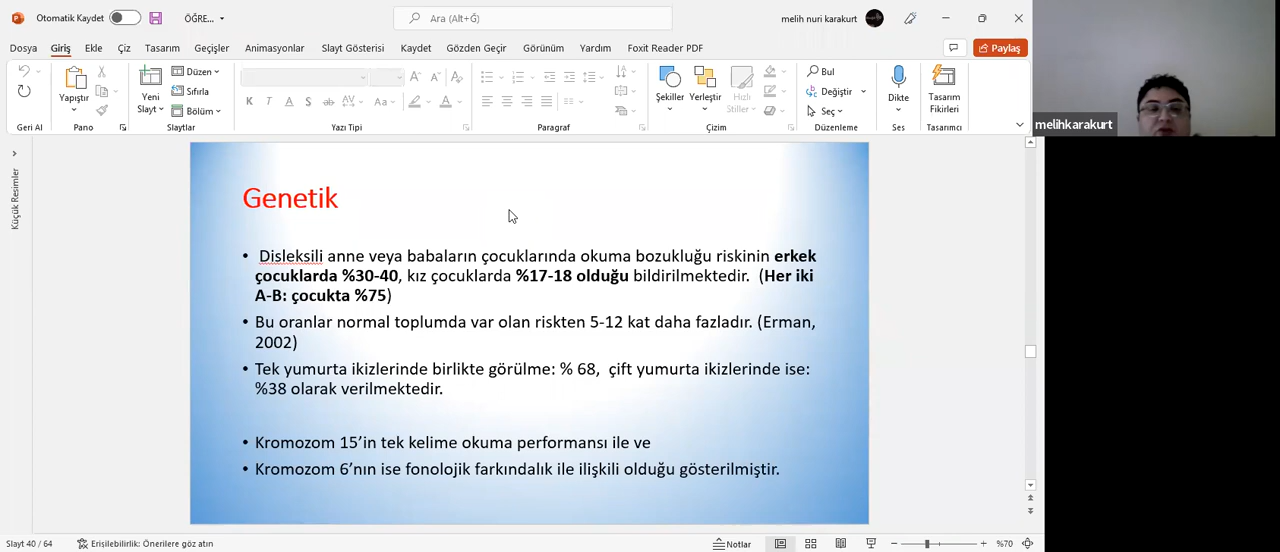 Otomatik Kaydet
ÖĞRE...
Ara (Alt+Ğ)
melih nuri karakurt
Dosya Giriş Ekle Çiz Tasarım Geçişler Animasyonlar Slayt Gösterisi Kaydet Gözden Geçir Görünüm Yardım Foxit Reader PDF
Paylaş
Yapıştır
Yeni
Slayt
Düzen
Sıfırla
Bölüm
K T A S ab AV Aa A
Şekiller
Yerleştir
Hızlı
Stiller
Bul
Değiştir
Seç
Dikte
Tasarım
Fikirleri
Geri Al Pano Slaytlar Yazı Tipi Paragraf Çizim Düzenleme Ses Tasarımcı
melihkarakurt
Küçük Resimler
Genetik
• Disleksili anne veya babaların çocuklarında okuma bozukluğu riskinin erkek
çocuklarda %30-40, kız çocuklarda %17-18 olduğu bildirilmektedir. (Her iki
A-B: çocukta %75)
• Bu oranlar normal toplumda var olan riskten 5-12 kat daha fazladır. (Erman,
2002)
• Tek yumurta ikizlerinde birlikte görülme: % 68, çift yumurta ikizlerinde ise:
%38 olarak verilmektedir.
• Kromozom 15’in tek kelime okuma performansı ile ve
• Kromozom 6’nın ise fonolojik farkındalık ile ilişkili olduğu gösterilmiştir.
Slayt 40 / 64
Erişilebilirlik: Önerilere göz atın
Notlar
%70